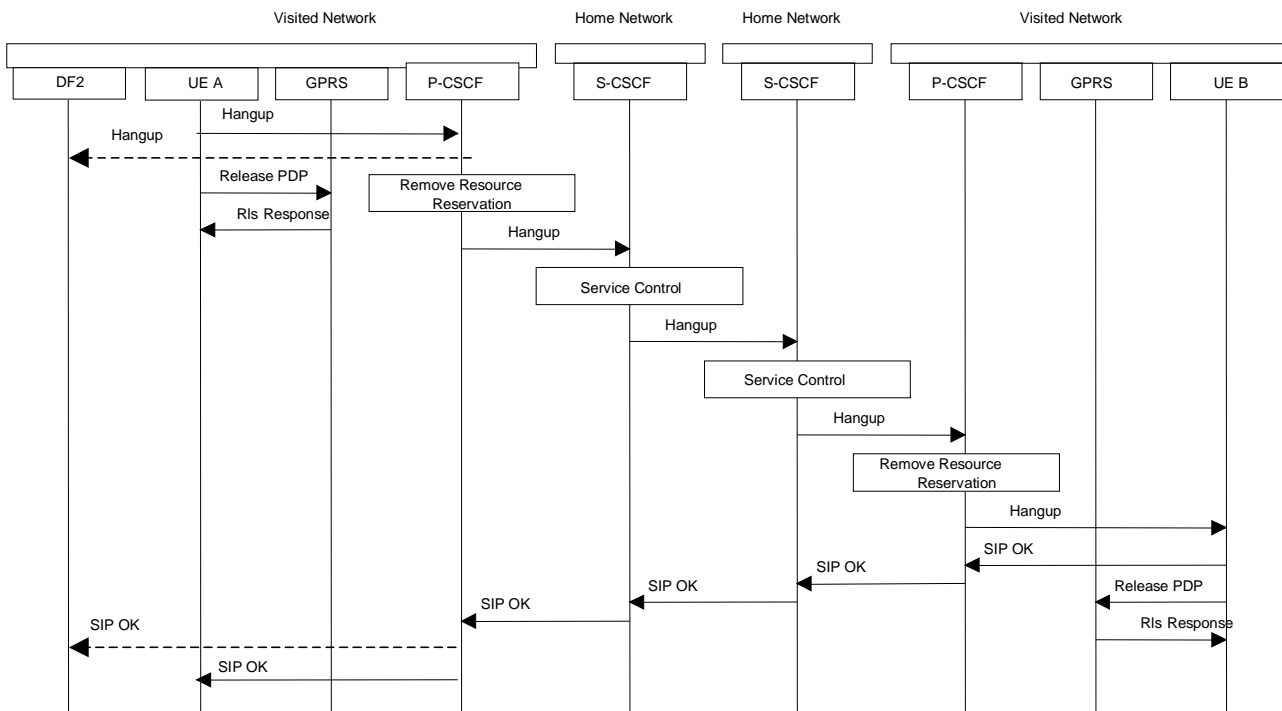 Visited Network
Home Network
Home Network
Visited Network
DF2
UE A
GPRS
P-CSCF
S-CSCF
S-CSCF
P-CSCF
GPRS
UE B
Hangup
Hangup
Release PDP
Remove Resource
Reservation
Rls Response
Hangup
Service Control
Hangup
Service Control
Hangup
Remove Resource
Reservation
Hangup
SIP OK
SIP OK
SIP OK
Release PDP
SIP OK
Rls Response
SIP OK
SIP OK